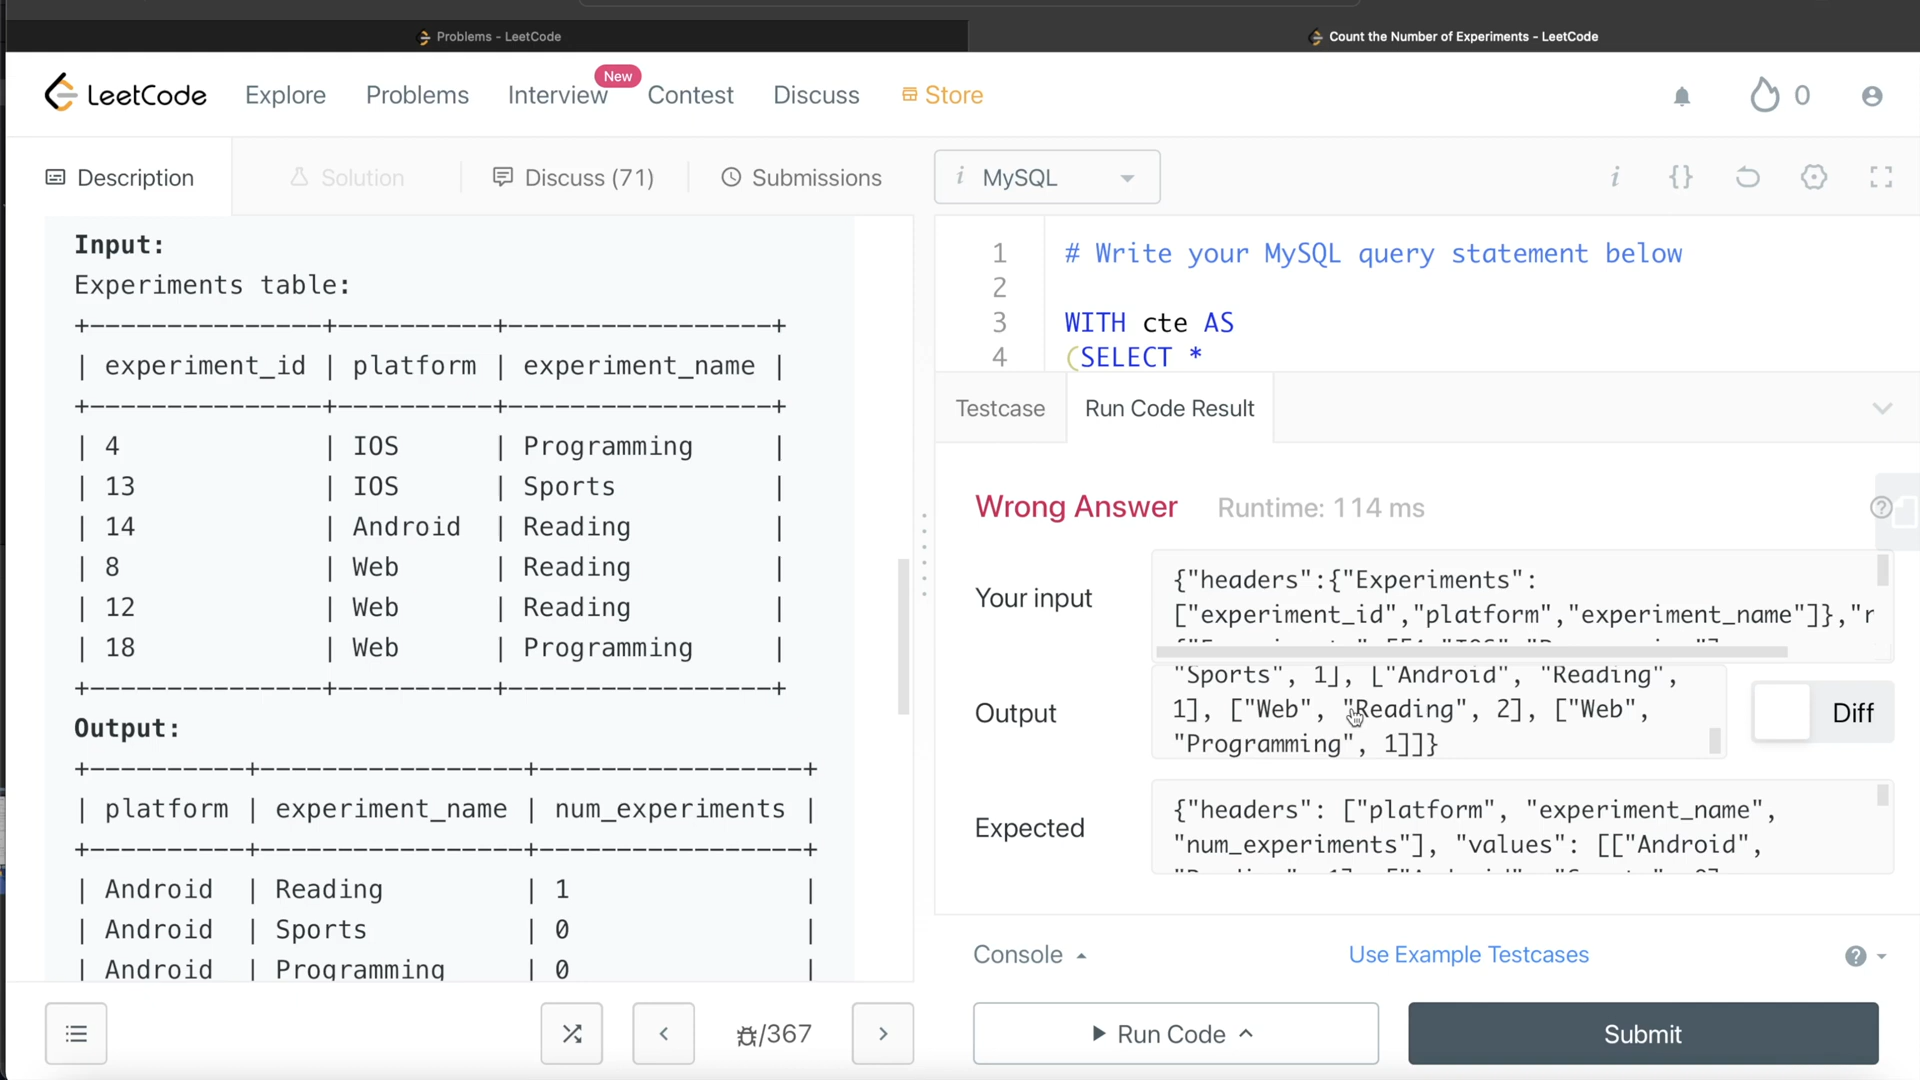 Problems - LeetCode
Count the Number of Experiments - LeetCode
LeetCode
Explore
Problems
Interview
New
Contest
Discuss
Store
0
Description
Solution
Discuss (71)
Submissions
i MySQL
i {}
Input:
Experiments table:
+---------------+----------+-----------------+
| experiment_id | platform | experiment_name |
+---------------+----------+-----------------+
| 4 | IOS | Programming |
| 13 | IOS | Sports |
| 14 | Android | Reading |
| 8 | Web | Reading |
| 12 | Web | Reading |
| 18 | Web | Programming |
+---------------+----------+-----------------+
Output:
+----------+-----------------+-----------------+
| platform | experiment_name | num_experiments |
+----------+-----------------+-----------------+
| Android | Reading | 1 |
| Android | Sports | 0 |
| Android | Programming | 0 |
/367
1 # Write your MySQL query statement below
2
3 WITH cte AS
4 (SELECT *
Testcase
Run Code Result
Wrong Answer
Runtime: 114 ms
Your input
{"headers":{"Experiments":
["experiment_id","platform","experiment_name"]},"r
Output
"Sports", 1], ["Android", "Reading",
1], ["Web", "Reading", 2], ["Web",
"Programming", 1]]}
Diff
Expected
{"headers": ["platform", "experiment_name",
"num_experiments"], "values": [["Android",
Console
Use Example Testcases
Run Code
Submit